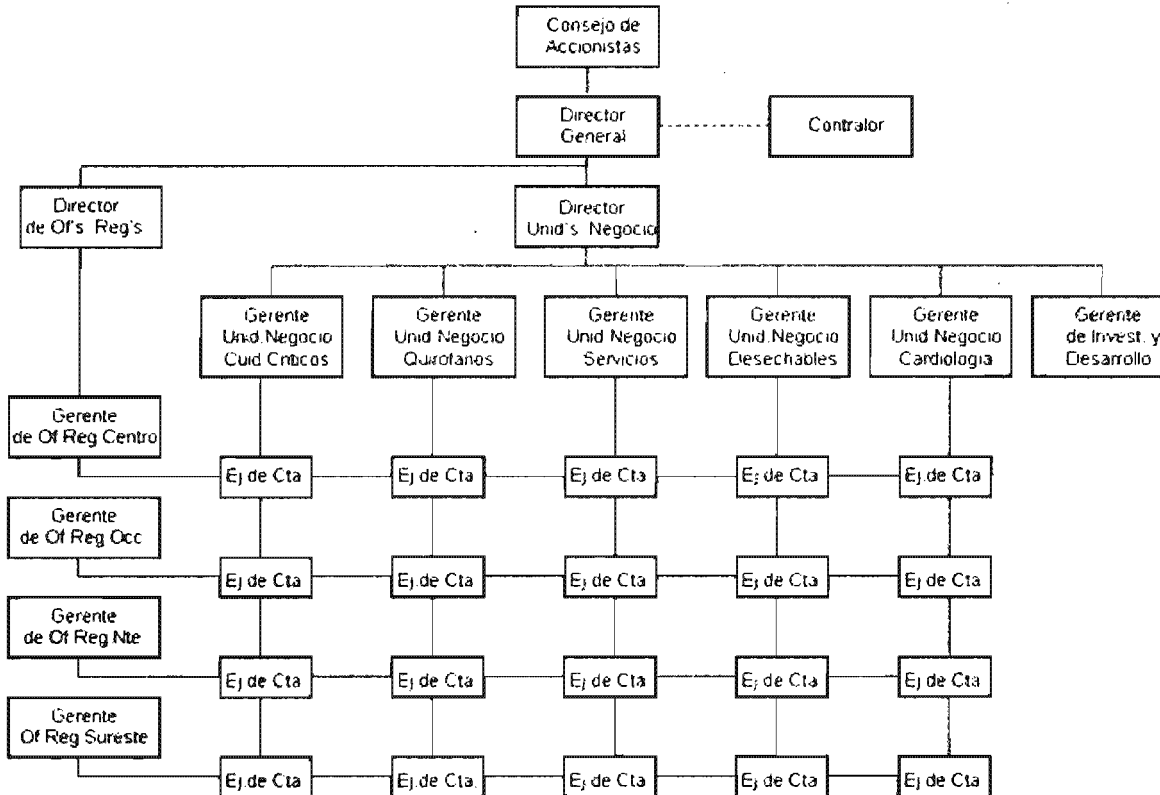 Consejo de
Accionistas
Director
General
Contralor
Director
de Of's Reg's
Director
Unid's Negocio
Gerente
Unid.Negocio
Cuid Criticos
Gerente
Unid Negocio
Quirofanos
Gerente
Unid Negocio
Servicios
Gerente
Unid.Negocio
Desechables
Gerente
Unid Negocio
Cardiologia
Gerente
de Invest. y
Desarrollo
Gerente
de Of Reg Centro
Ej de Cta
Ej de Cta
Ej de Cta
Ej de Cta
Ej.de Cta
Gerente
de Of Reg Occ
Ej de Cta
Ej.de Cta
Ej de Cta
Ej de Cta
Ej de Cta
Gerente
de Of Reg Nte
Ej de Cta
Ej de Cta
Ej de Cta
Ej de Cta
Ej de Cta
Gerente
Of Reg Sureste
Ej.de Cta
Ej.de Cta.
Ej. de Cta
Ej de Cta
Ej.de Cta